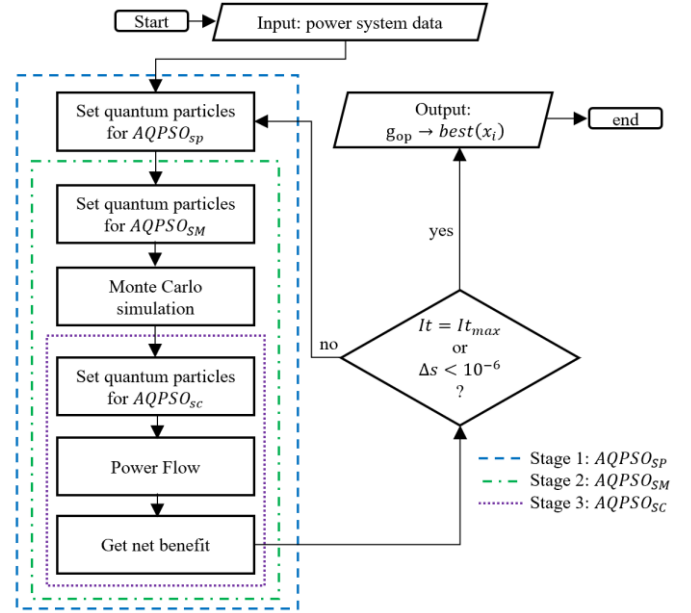 Start
Input: power system data
Set quantum particles
for AQPSO_sp
Set quantum particles
for AQPSO_SM
Monte Carlo
simulation
Set quantum particles
for AQPSO_sc
Power Flow
Get net benefit
no
It = It_max
or
Δs < 10⁻⁶
?
yes
Output:
g_op → best(x_i)
end
Stage 1: AQPSO_SP
Stage 2: AQPSO_SM
Stage 3: AQPSO_SC